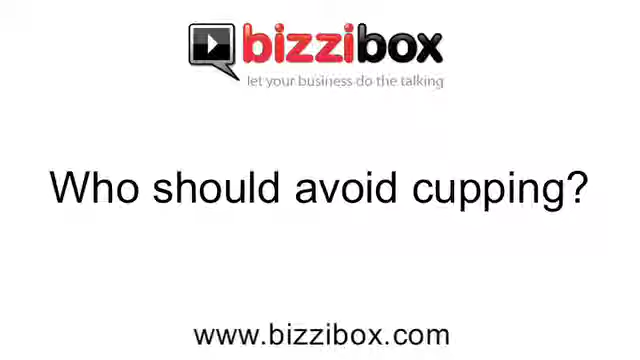 bizzibox
let your business do the talking
Who should avoid cupping?
www.bizzibox.com